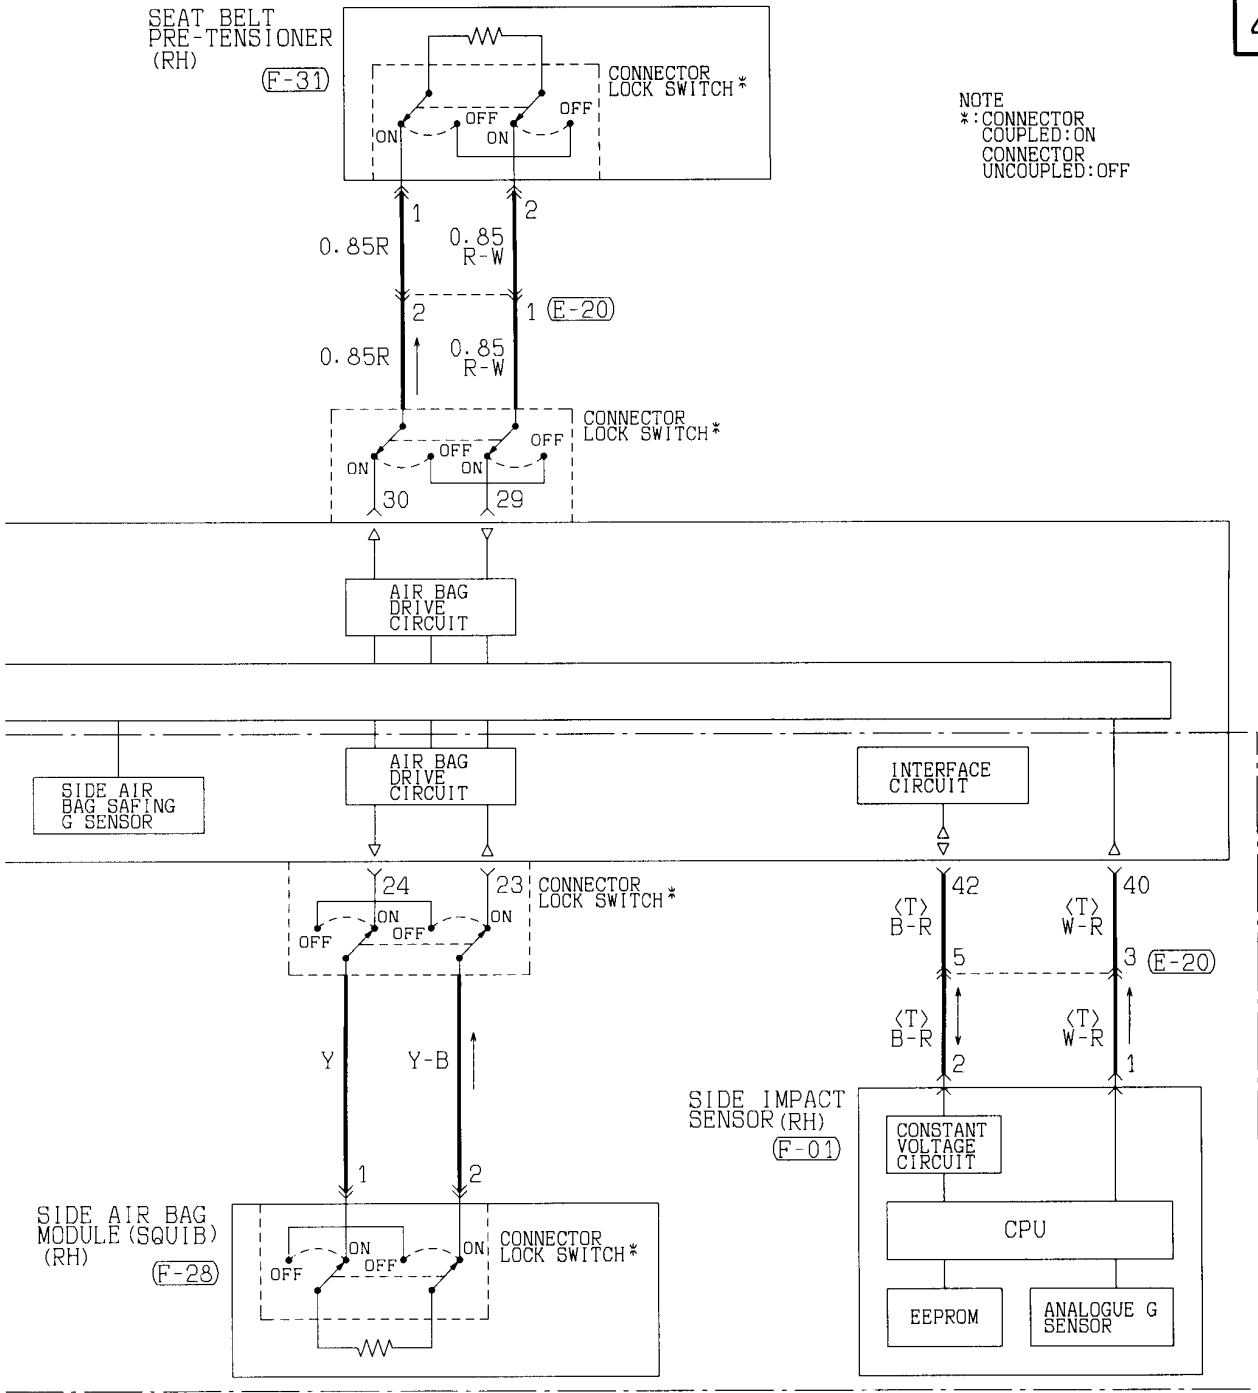 SEAT BELT
PRE-TENSIONER
(RH)
F-31
CONNECTOR
LOCK SWITCH*
ON
OFF
ON
OFF
NOTE
*:CONNECTOR
COUPLED:ON
CONNECTOR
UNCOUPLED:OFF
1
2
0.85R
0.85
R-W
2
1
E-20
0.85R
0.85
R-W
CONNECTOR
LOCK SWITCH*
ON
OFF
ON
OFF
30
29
AIR BAG
DRIVE
CIRCUIT
SIDE AIR
BAG SAFING
G SENSOR
AIR BAG
DRIVE
CIRCUIT
INTERFACE
CIRCUIT
24
23
CONNECTOR
LOCK SWITCH*
OFF
ON
OFF
ON
42
40
<T>
B-R
<T>
W-R
5
3
E-20
<T>
B-R
<T>
W-R
2
1
Y
Y-B
1
2
SIDE IMPACT
SENSOR (RH)
F-01
CONSTANT
VOLTAGE
CIRCUIT
CPU
EEPROM
ANALOGUE G
SENSOR
SIDE AIR BAG
MODULE (SQUIB)
(RH)
F-28
CONNECTOR
LOCK SWITCH*
OFF
ON
OFF
ON